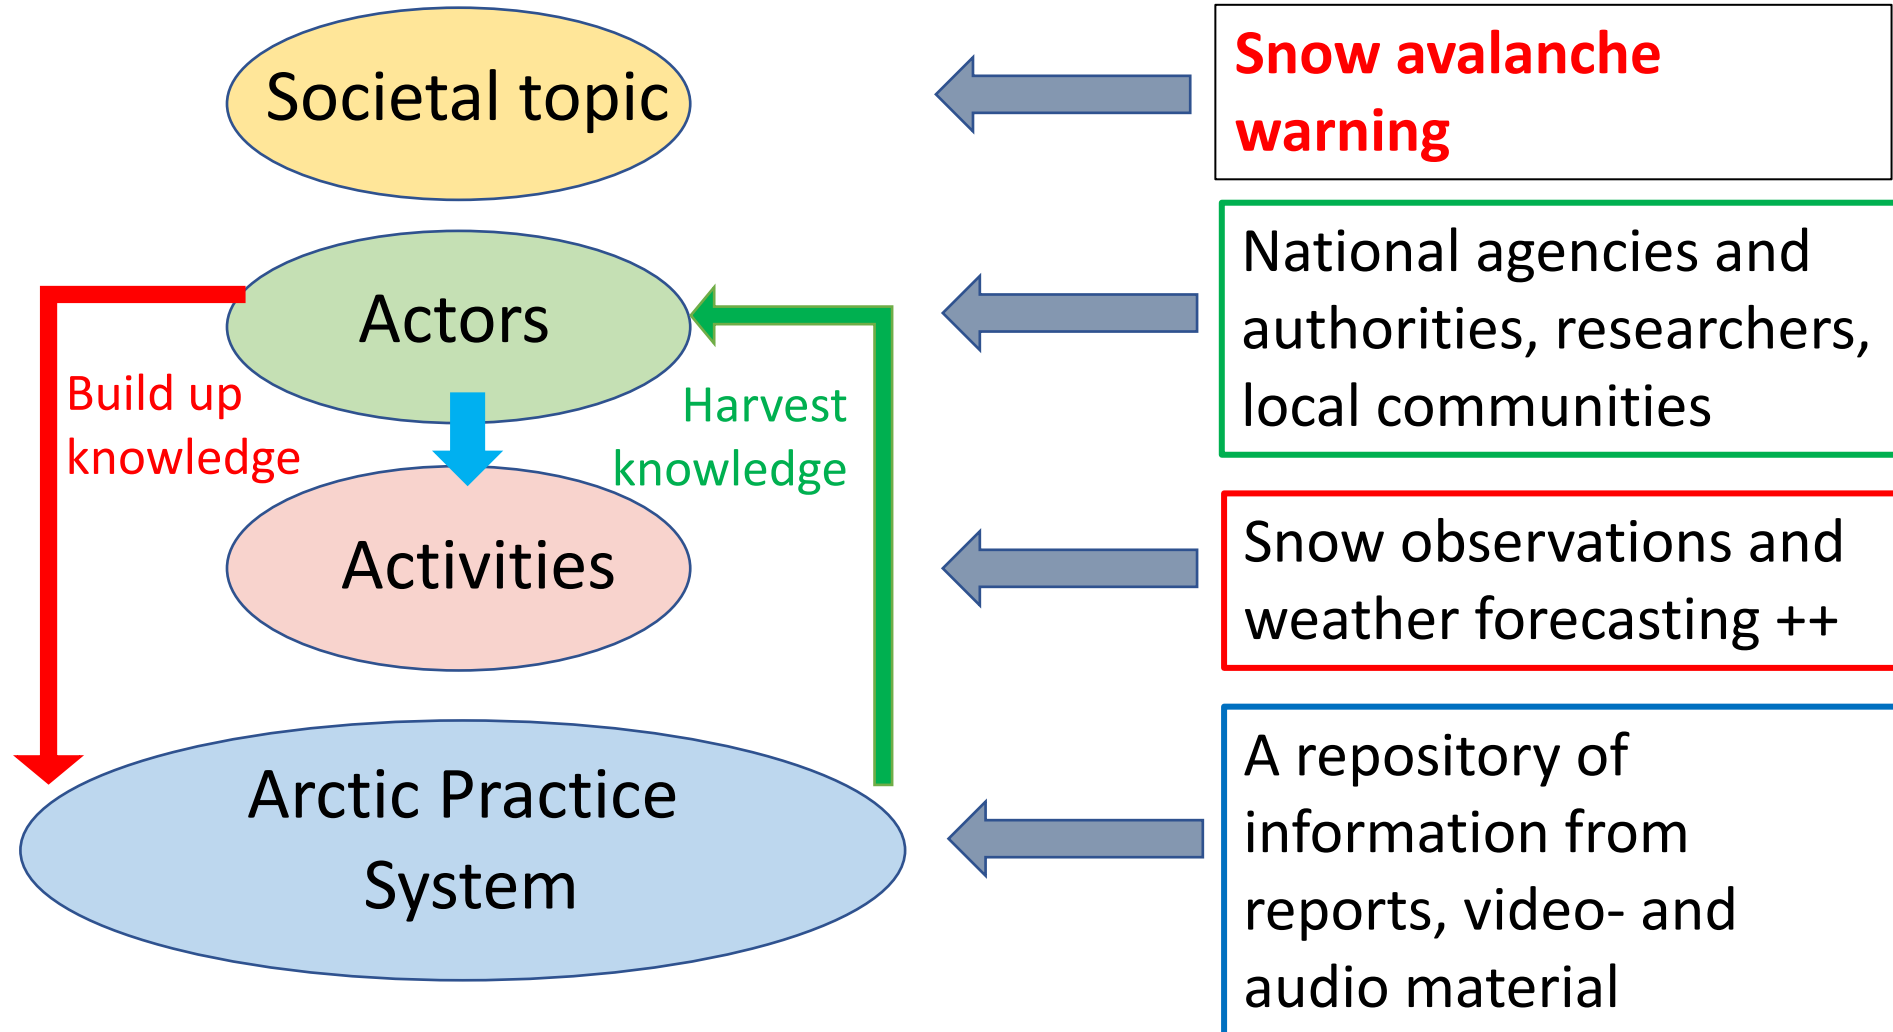 Societal topic
Snow avalanche
warning
Actors
National agencies and
authorities, researchers,
local communities
Build up
knowledge
Harvest
knowledge
Activities
Snow observations and
weather forecasting ++
Arctic Practice
System
A repository of
information from
reports, video- and
audio material